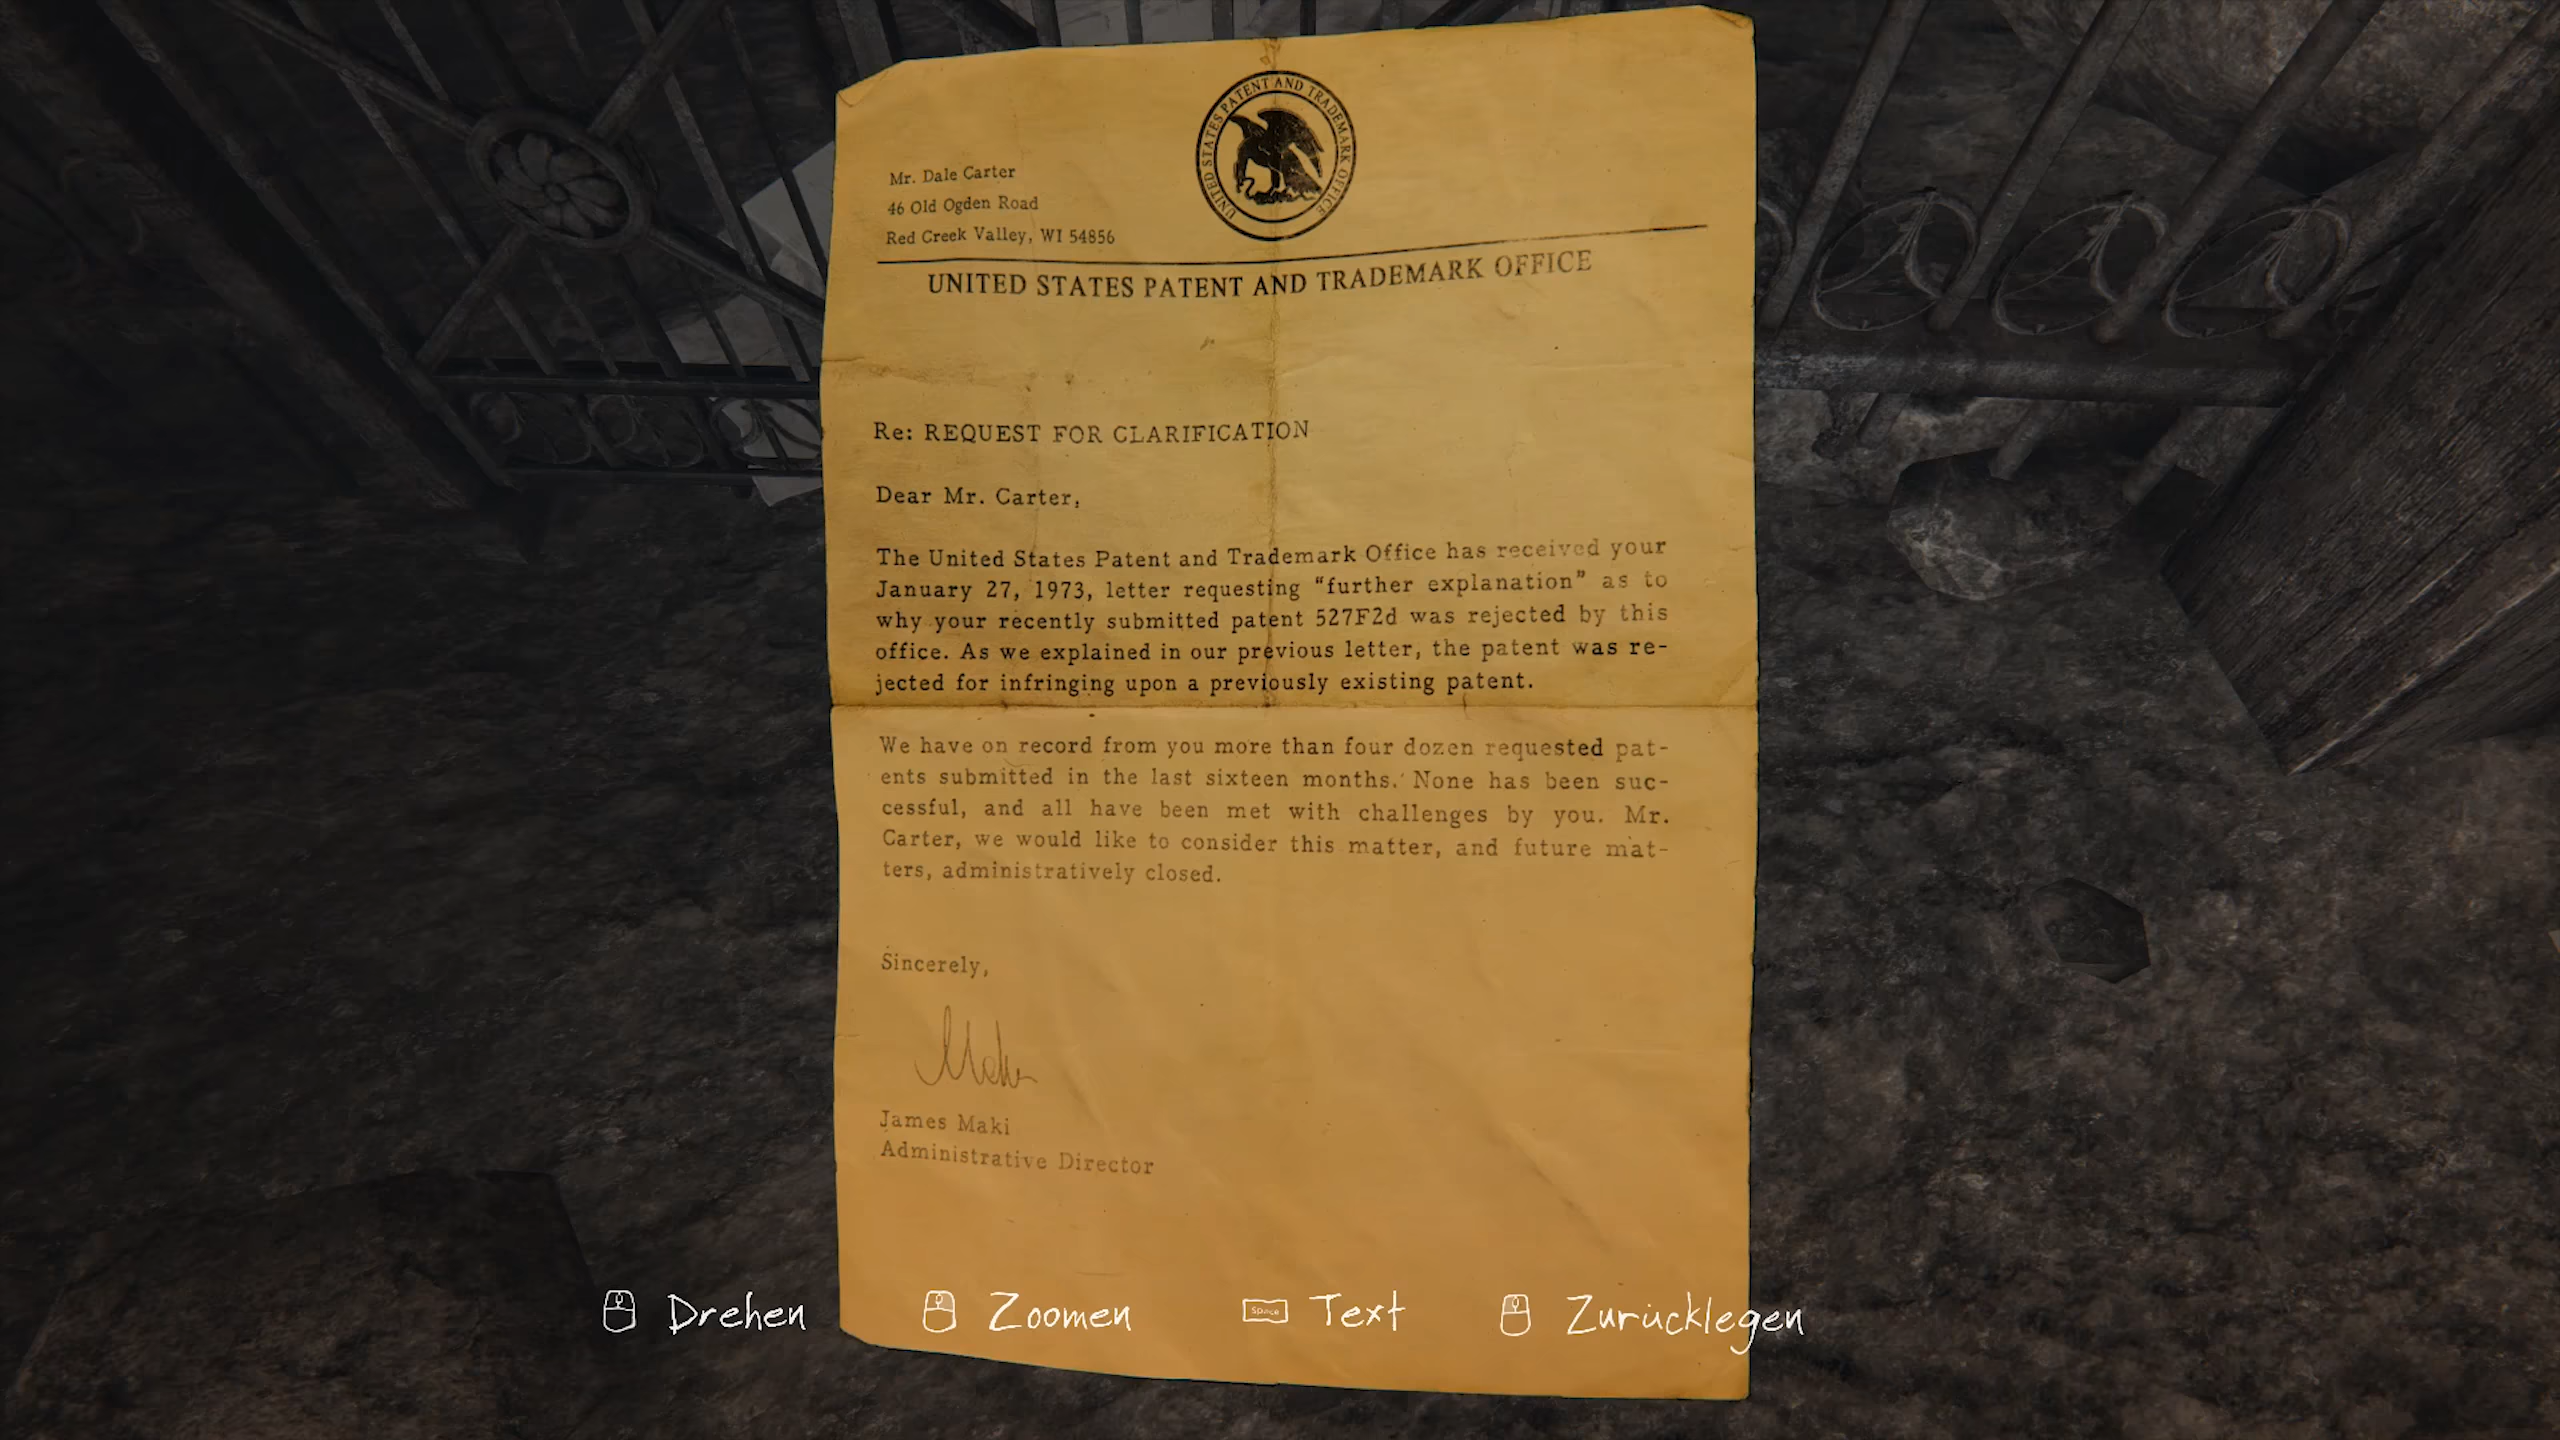 UNITED STATES PATENT AND TRADEMARK OFFICE
Mr. Dale Carter
46 Old Ogden Road
Red Creek Valley, WI 54856
UNITED STATES PATENT AND TRADEMARK OFFICE
Re: REQUEST FOR CLARIFICATION
Dear Mr. Carter,
The United States Patent and Trademark Office has received your
January 27, 1973, letter requesting “further explanation” as to
why your recently submitted patent 527F2d was rejected by this
office. As we explained in our previous letter, the patent was re-
jected for infringing upon a previously existing patent.
We have on record from you more than four dozen requested pat-
ents submitted in the last sixteen months. None has been suc-
cessful, and all have been met with challenges by you. Mr.
Carter, we would like to consider this matter, and future mat-
ters, administratively closed.
Sincerely,
Maki
James Maki
Administrative Director
Drehen Zoomen Space Text Zurücklegen